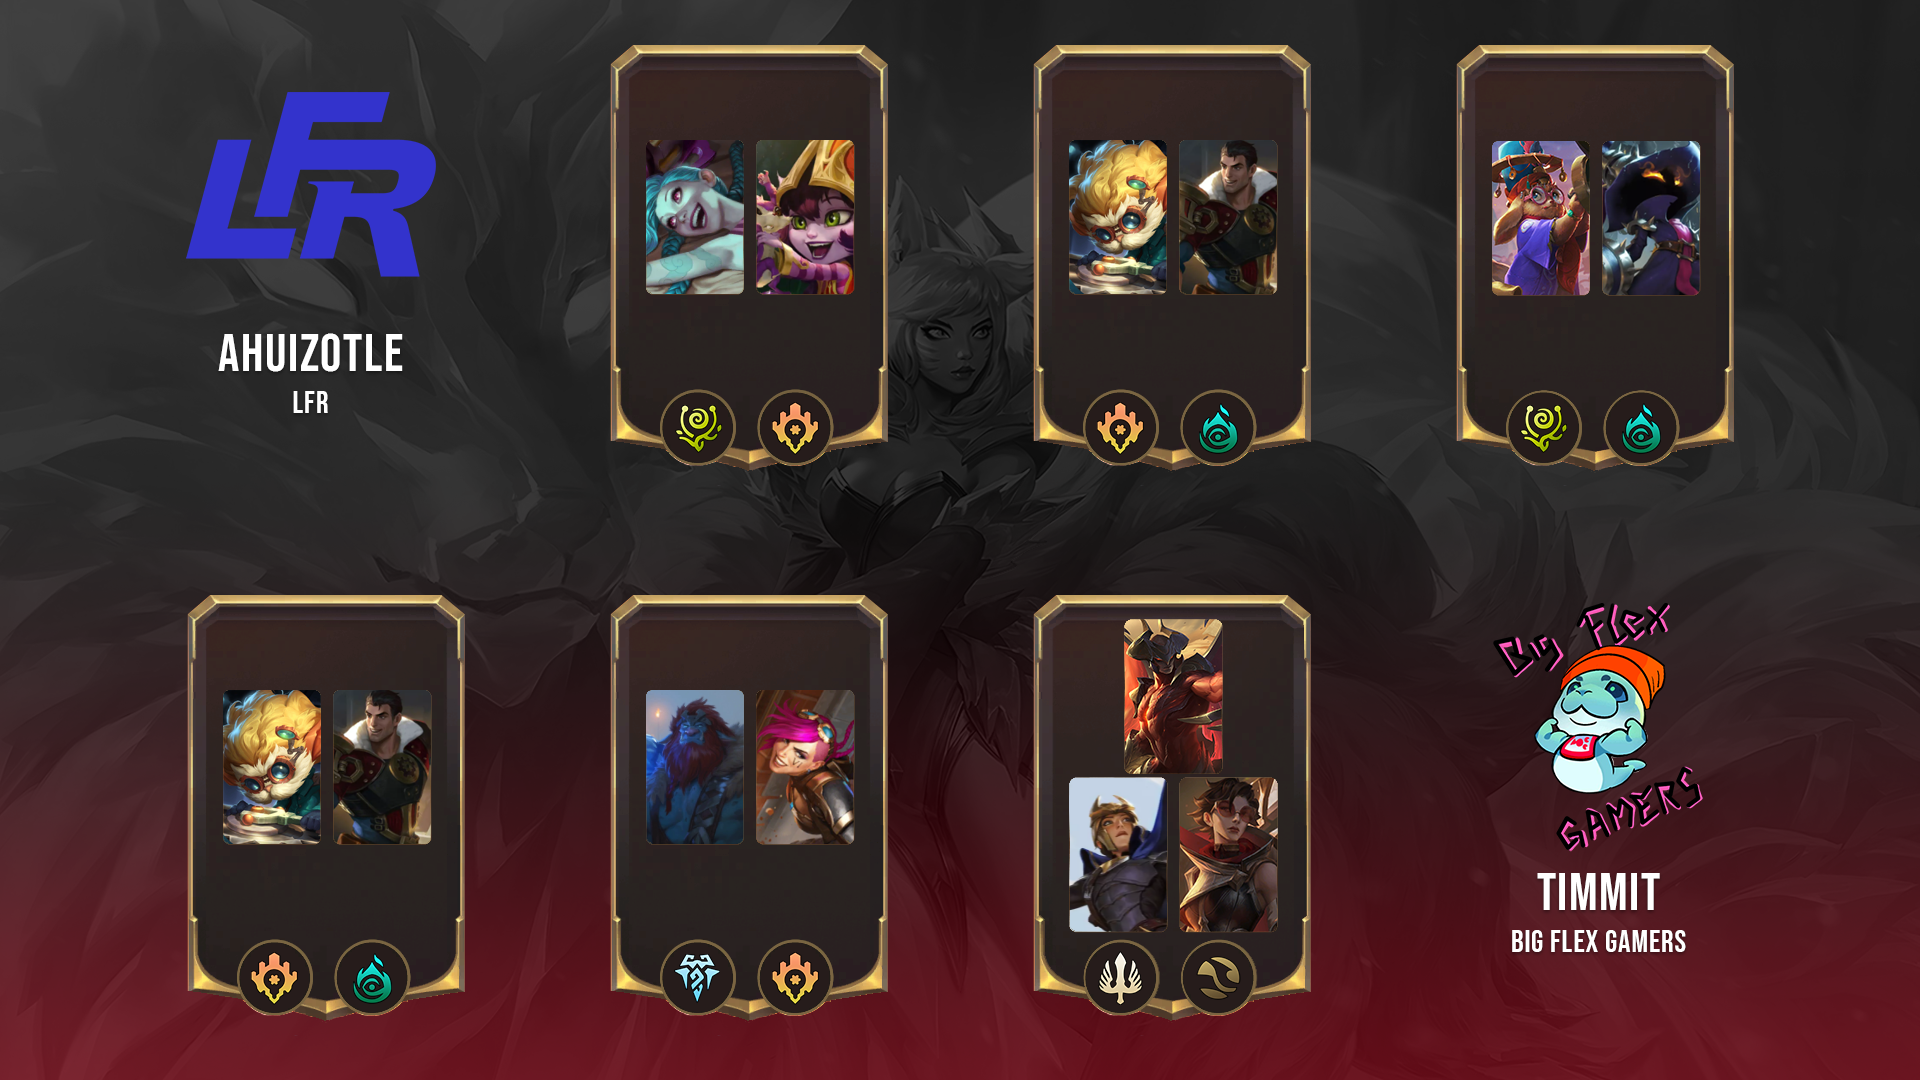 LFR
AHUIZOTLE
LFR
Big Flex
GAMERS
TIMMIT
BIG FLEX GAMERS